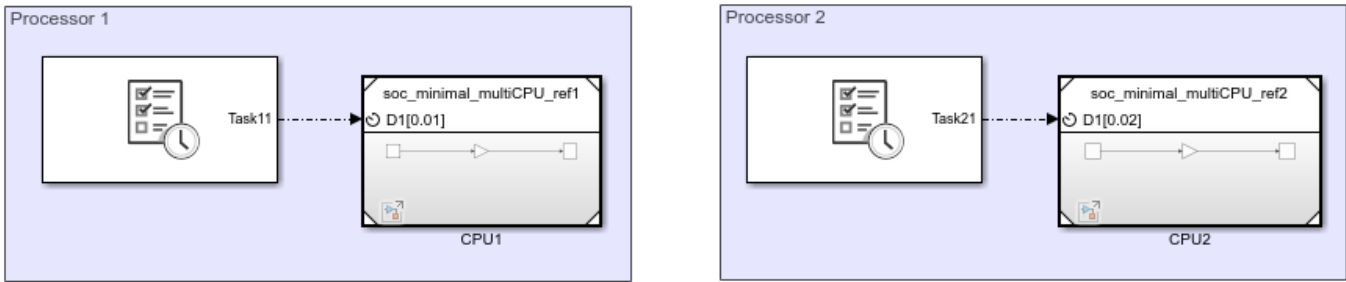 Processor 1
Task11
soc_minimal_multiCPU_ref1
D1[0.01]
CPU1
Processor 2
Task21
soc_minimal_multiCPU_ref2
D1[0.02]
CPU2